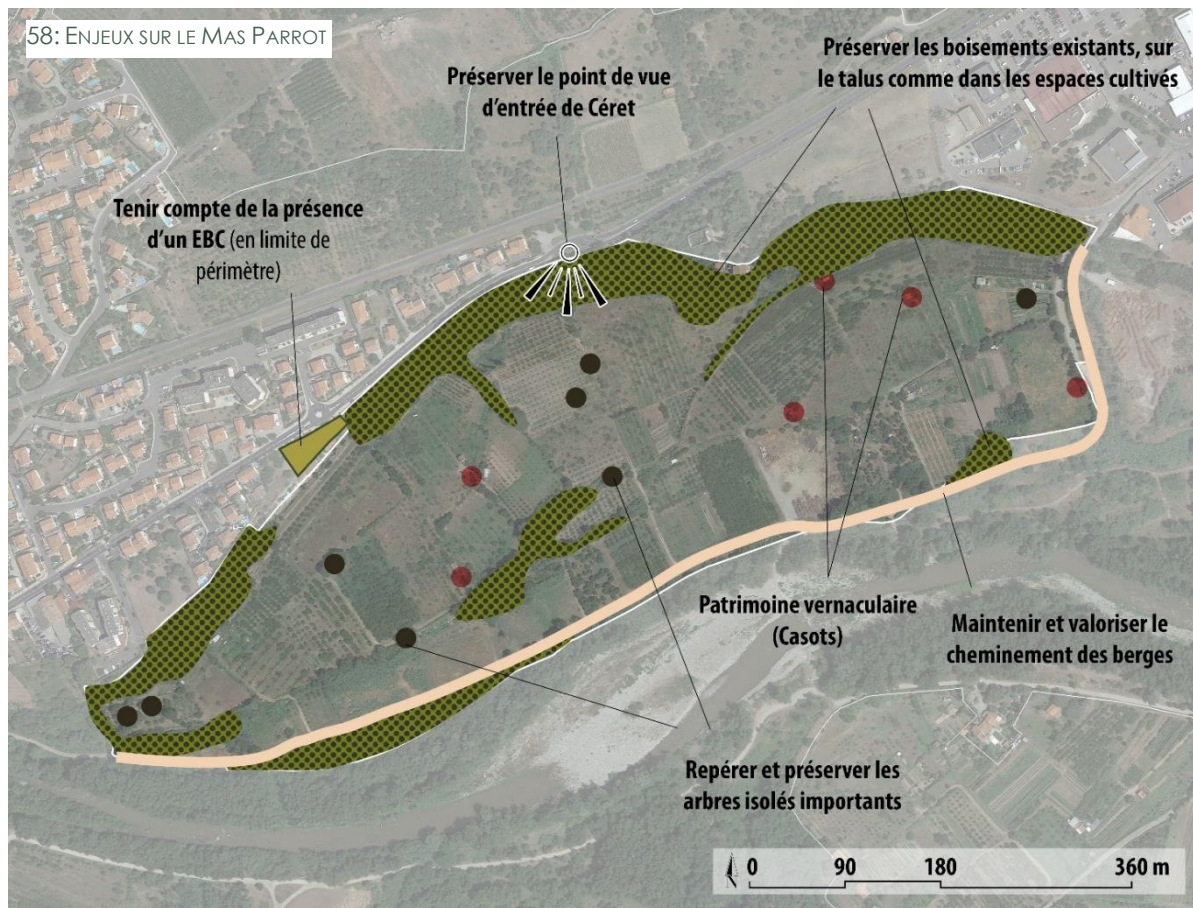 58: ENJEUX SUR LE MAS PARROT
Préserver le point de vue
d'entrée de Céret
Préserver les boisements existants, sur
le talus comme dans les espaces cultivés
Tenir compte de la présence
d'un EBC (en limite de
périmètre)
Patrimoine vernaculaire
(Casots)
Maintenir et valoriser le
cheminement des berges
Repérer et préserver les
arbres isolés importants
0 90 180 360 m